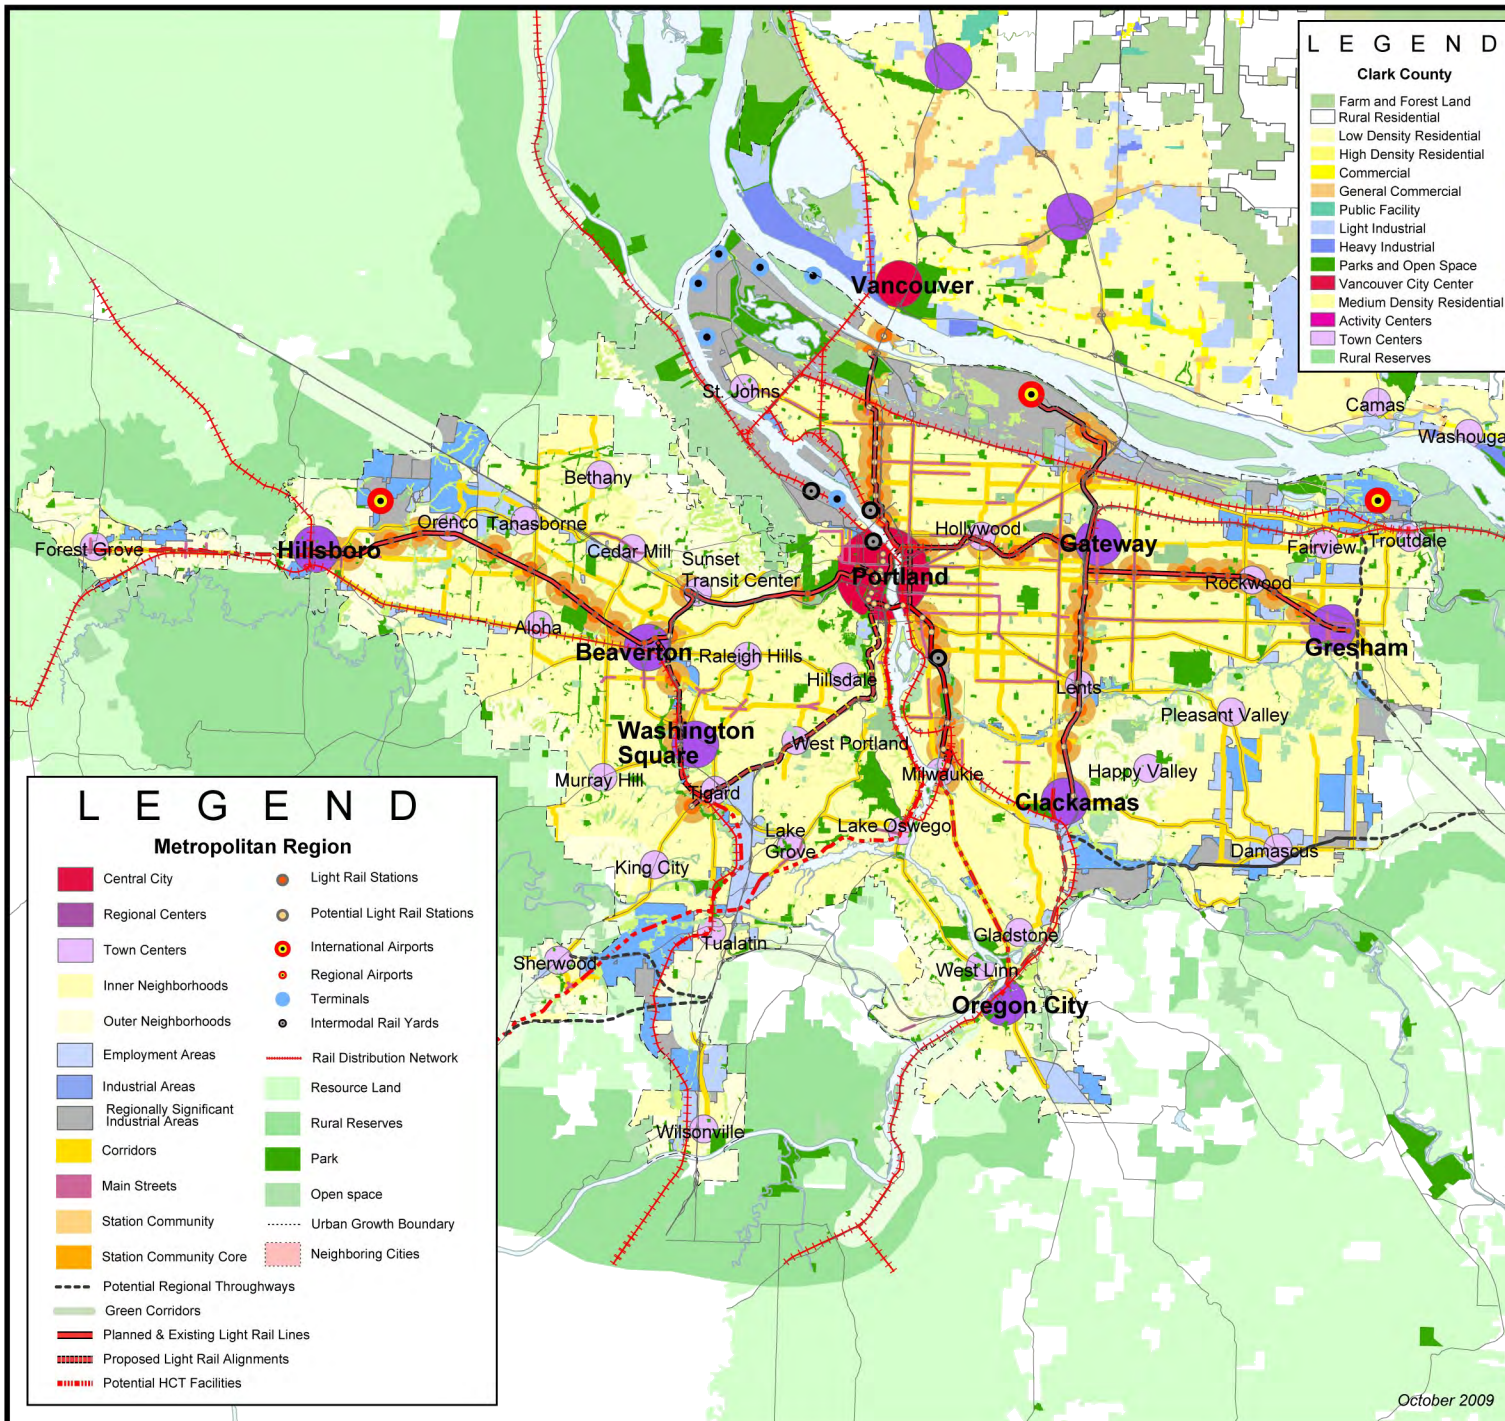 L E G E N D
Clark County
Farm and Forest Land
Rural Residential
Low Density Residential
High Density Residential
Commercial
General Commercial
Public Facility
Light Industrial
Heavy Industrial
Parks and Open Space
Vancouver City Center
Medium Density Residential
Activity Centers
Town Centers
Rural Reserves
Vancouver
St. Johns
Camas
Washouga
Bethany
Orenco
Tanasborne
Hollywood
Forest Grove
Hillsboro
Cedar Mill
Gateway
Fairview
Troutdale
Sunset
Transit Center
Portland
Rockwood
Aloha
Beaverton
Raleigh Hills
Gresham
Hillsdale
Lents
Pleasant Valley
Washington
Square
West Portland
Murray Hill
Tigard
Milwaukie
Happy Valley
Clackamas
Lake
Grove
Lake Oswego
King City
Damascus
Tualatin
Gladstone
Sherwood
West Linn
Oregon City
Wilsonville
L E G E N D
Metropolitan Region
Central City
Regional Centers
Town Centers
Inner Neighborhoods
Outer Neighborhoods
Employment Areas
Industrial Areas
Regionally Significant
Industrial Areas
Corridors
Main Streets
Station Community
Station Community Core
Potential Regional Throughways
Green Corridors
Planned & Existing Light Rail Lines
Proposed Light Rail Alignments
Potential HCT Facilities
Light Rail Stations
Potential Light Rail Stations
International Airports
Regional Airports
Terminals
Intermodal Rail Yards
Rail Distribution Network
Resource Land
Rural Reserves
Park
Open space
Urban Growth Boundary
Neighboring Cities
October 2009